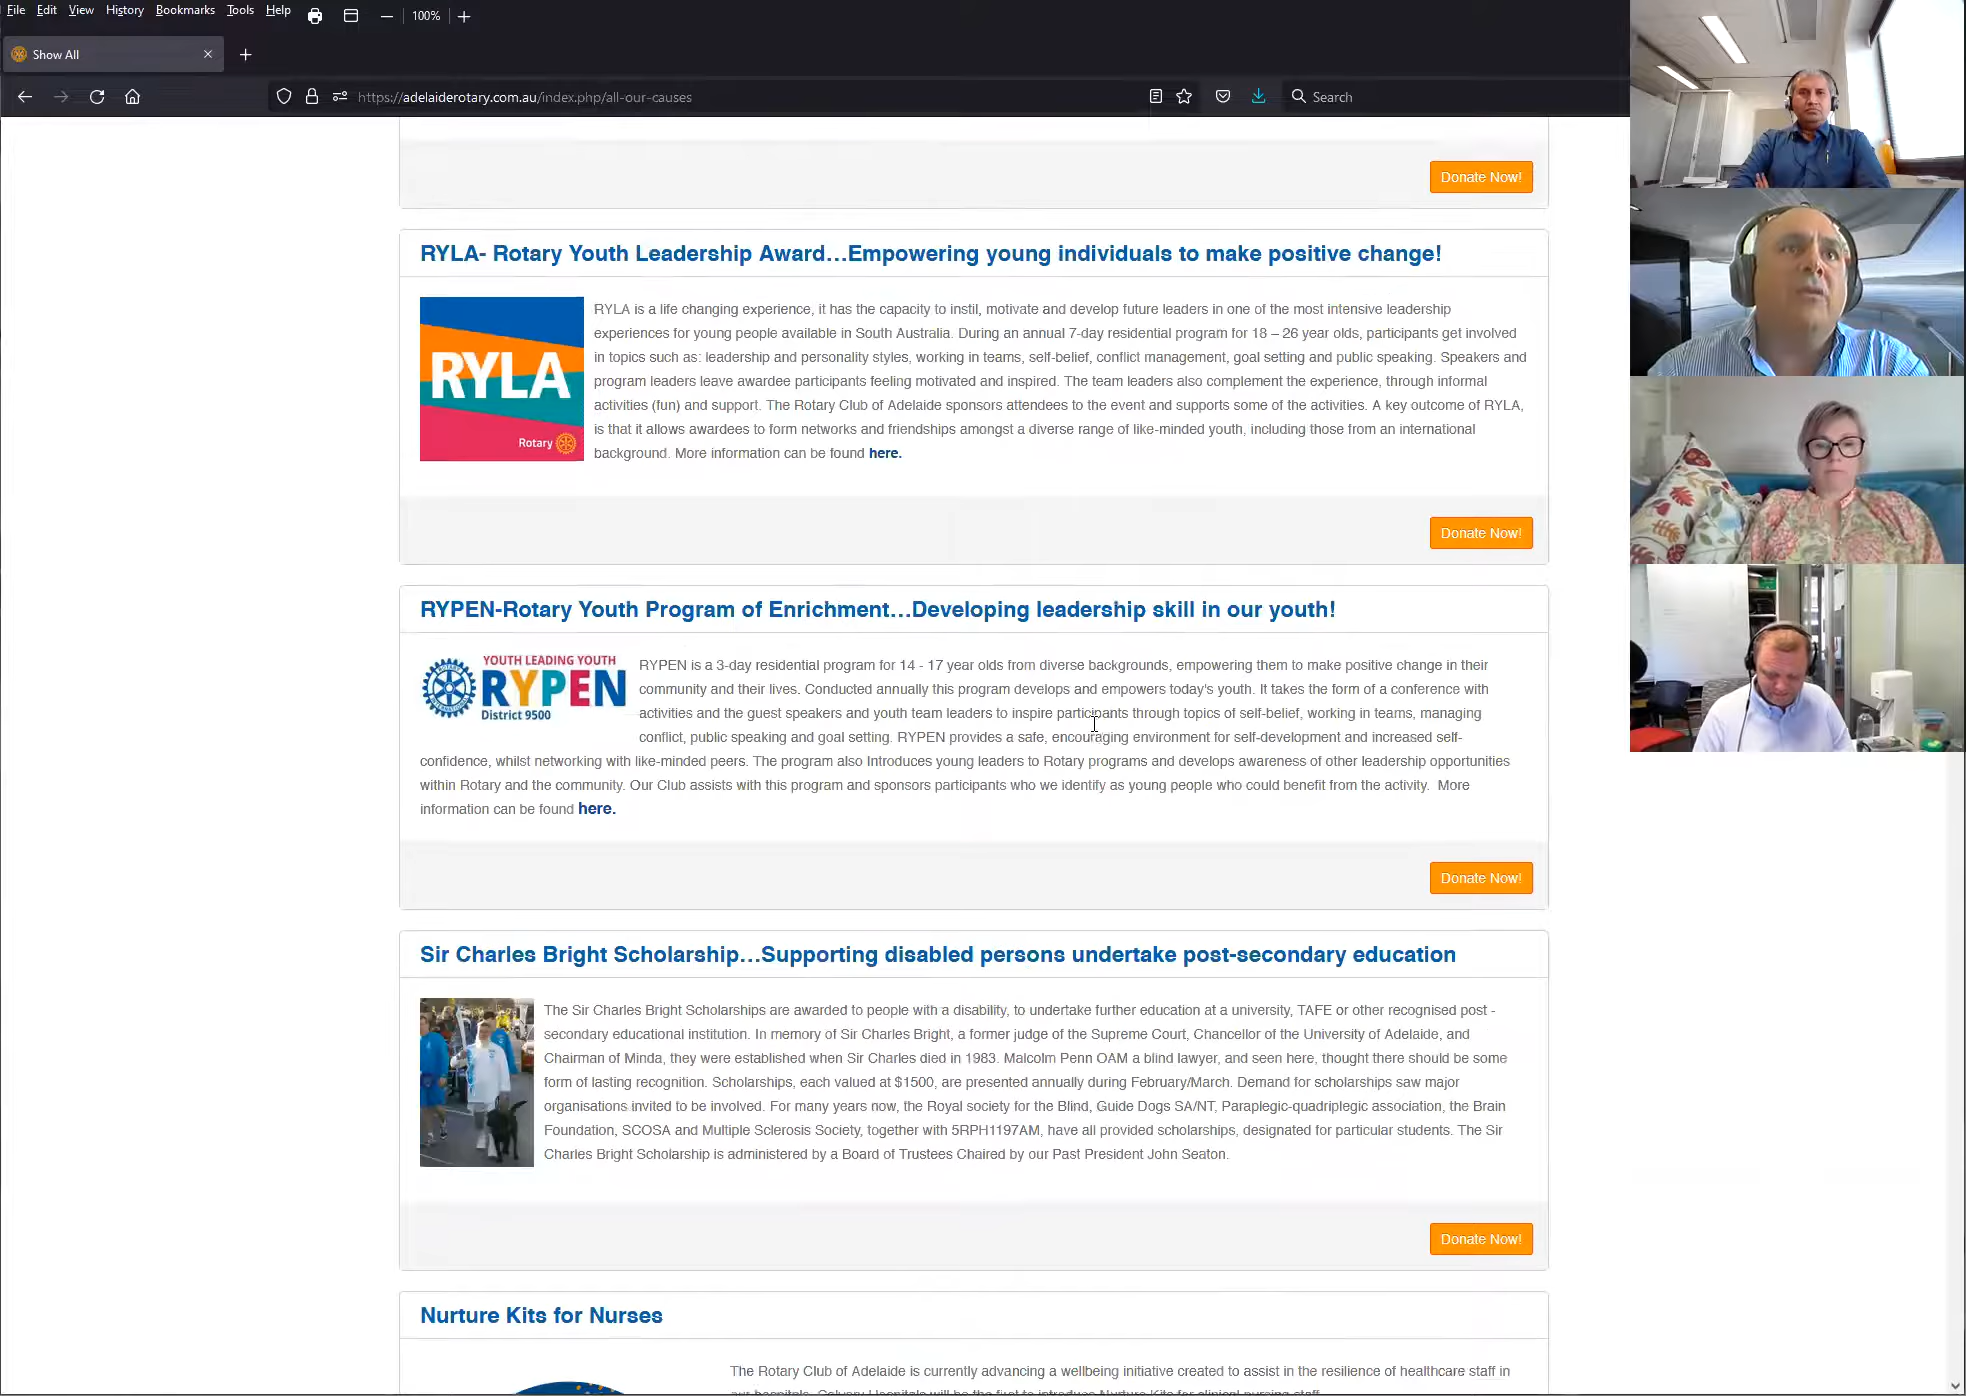 File Edit View History Bookmarks Tools Help 100%
Show All
https://adelaiderotary.com.au/index.php/all-our-causes
Search
Donate Now!
RYLA- Rotary Youth Leadership Award…Empowering young individuals to make positive change!
RYLA
Rotary
RYLA is a life changing experience, it has the capacity to instil, motivate and develop future leaders in one of the most intensive leadership
experiences for young people available in South Australia. During an annual 7-day residential program for 18 – 26 year olds, participants get involved
in topics such as: leadership and personality styles, working in teams, self-belief, conflict management, goal setting and public speaking. Speakers and
program leaders leave awardee participants feeling motivated and inspired. The team leaders also complement the experience, through informal
activities (fun) and support. The Rotary Club of Adelaide sponsors attendees to the event and supports some of the activities. A key outcome of RYLA,
is that it allows awardees to form networks and friendships amongst a diverse range of like-minded youth, including those from an international
background. More information can be found here.
Donate Now!
RYPEN-Rotary Youth Program of Enrichment…Developing leadership skill in our youth!
YOUTH LEADING YOUTH
RYPEN
District 9500
RYPEN is a 3-day residential program for 14 - 17 year olds from diverse backgrounds, empowering them to make positive change in their
community and their lives. Conducted annually this program develops and empowers today's youth. It takes the form of a conference with
activities and the guest speakers and youth team leaders to inspire participants through topics of self-belief, working in teams, managing
conflict, public speaking and goal setting. RYPEN provides a safe, encouraging environment for self-development and increased self-
confidence, whilst networking with like-minded peers. The program also Introduces young leaders to Rotary programs and develops awareness of other leadership opportunities
within Rotary and the community. Our Club assists with this program and sponsors participants who we identify as young people who could benefit from the activity. More
information can be found here.
Donate Now!
Sir Charles Bright Scholarship…Supporting disabled persons undertake post-secondary education
The Sir Charles Bright Scholarships are awarded to people with a disability, to undertake further education at a university, TAFE or other recognised post -
secondary educational institution. In memory of Sir Charles Bright, a former judge of the Supreme Court, Chancellor of the University of Adelaide, and
Chairman of Minda, they were established when Sir Charles died in 1983. Malcolm Penn OAM a blind lawyer, and seen here, thought there should be some
form of lasting recognition. Scholarships, each valued at $1500, are presented annually during February/March. Demand for scholarships saw major
organisations invited to be involved. For many years now, the Royal society for the Blind, Guide Dogs SA/NT, Paraplegic-quadriplegic association, the Brain
Foundation, SCOSA and Multiple Sclerosis Society, together with 5RPH1197AM, have all provided scholarships, designated for particular students. The Sir
Charles Bright Scholarship is administered by a Board of Trustees Chaired by our Past President John Seaton.
Donate Now!
Nurture Kits for Nurses
The Rotary Club of Adelaide is currently advancing a wellbeing initiative created to assist in the resilience of healthcare staff in
our hospitals. Calvary Hospitals will be the first to introduce Nurture Kits for clinical nursing staff.